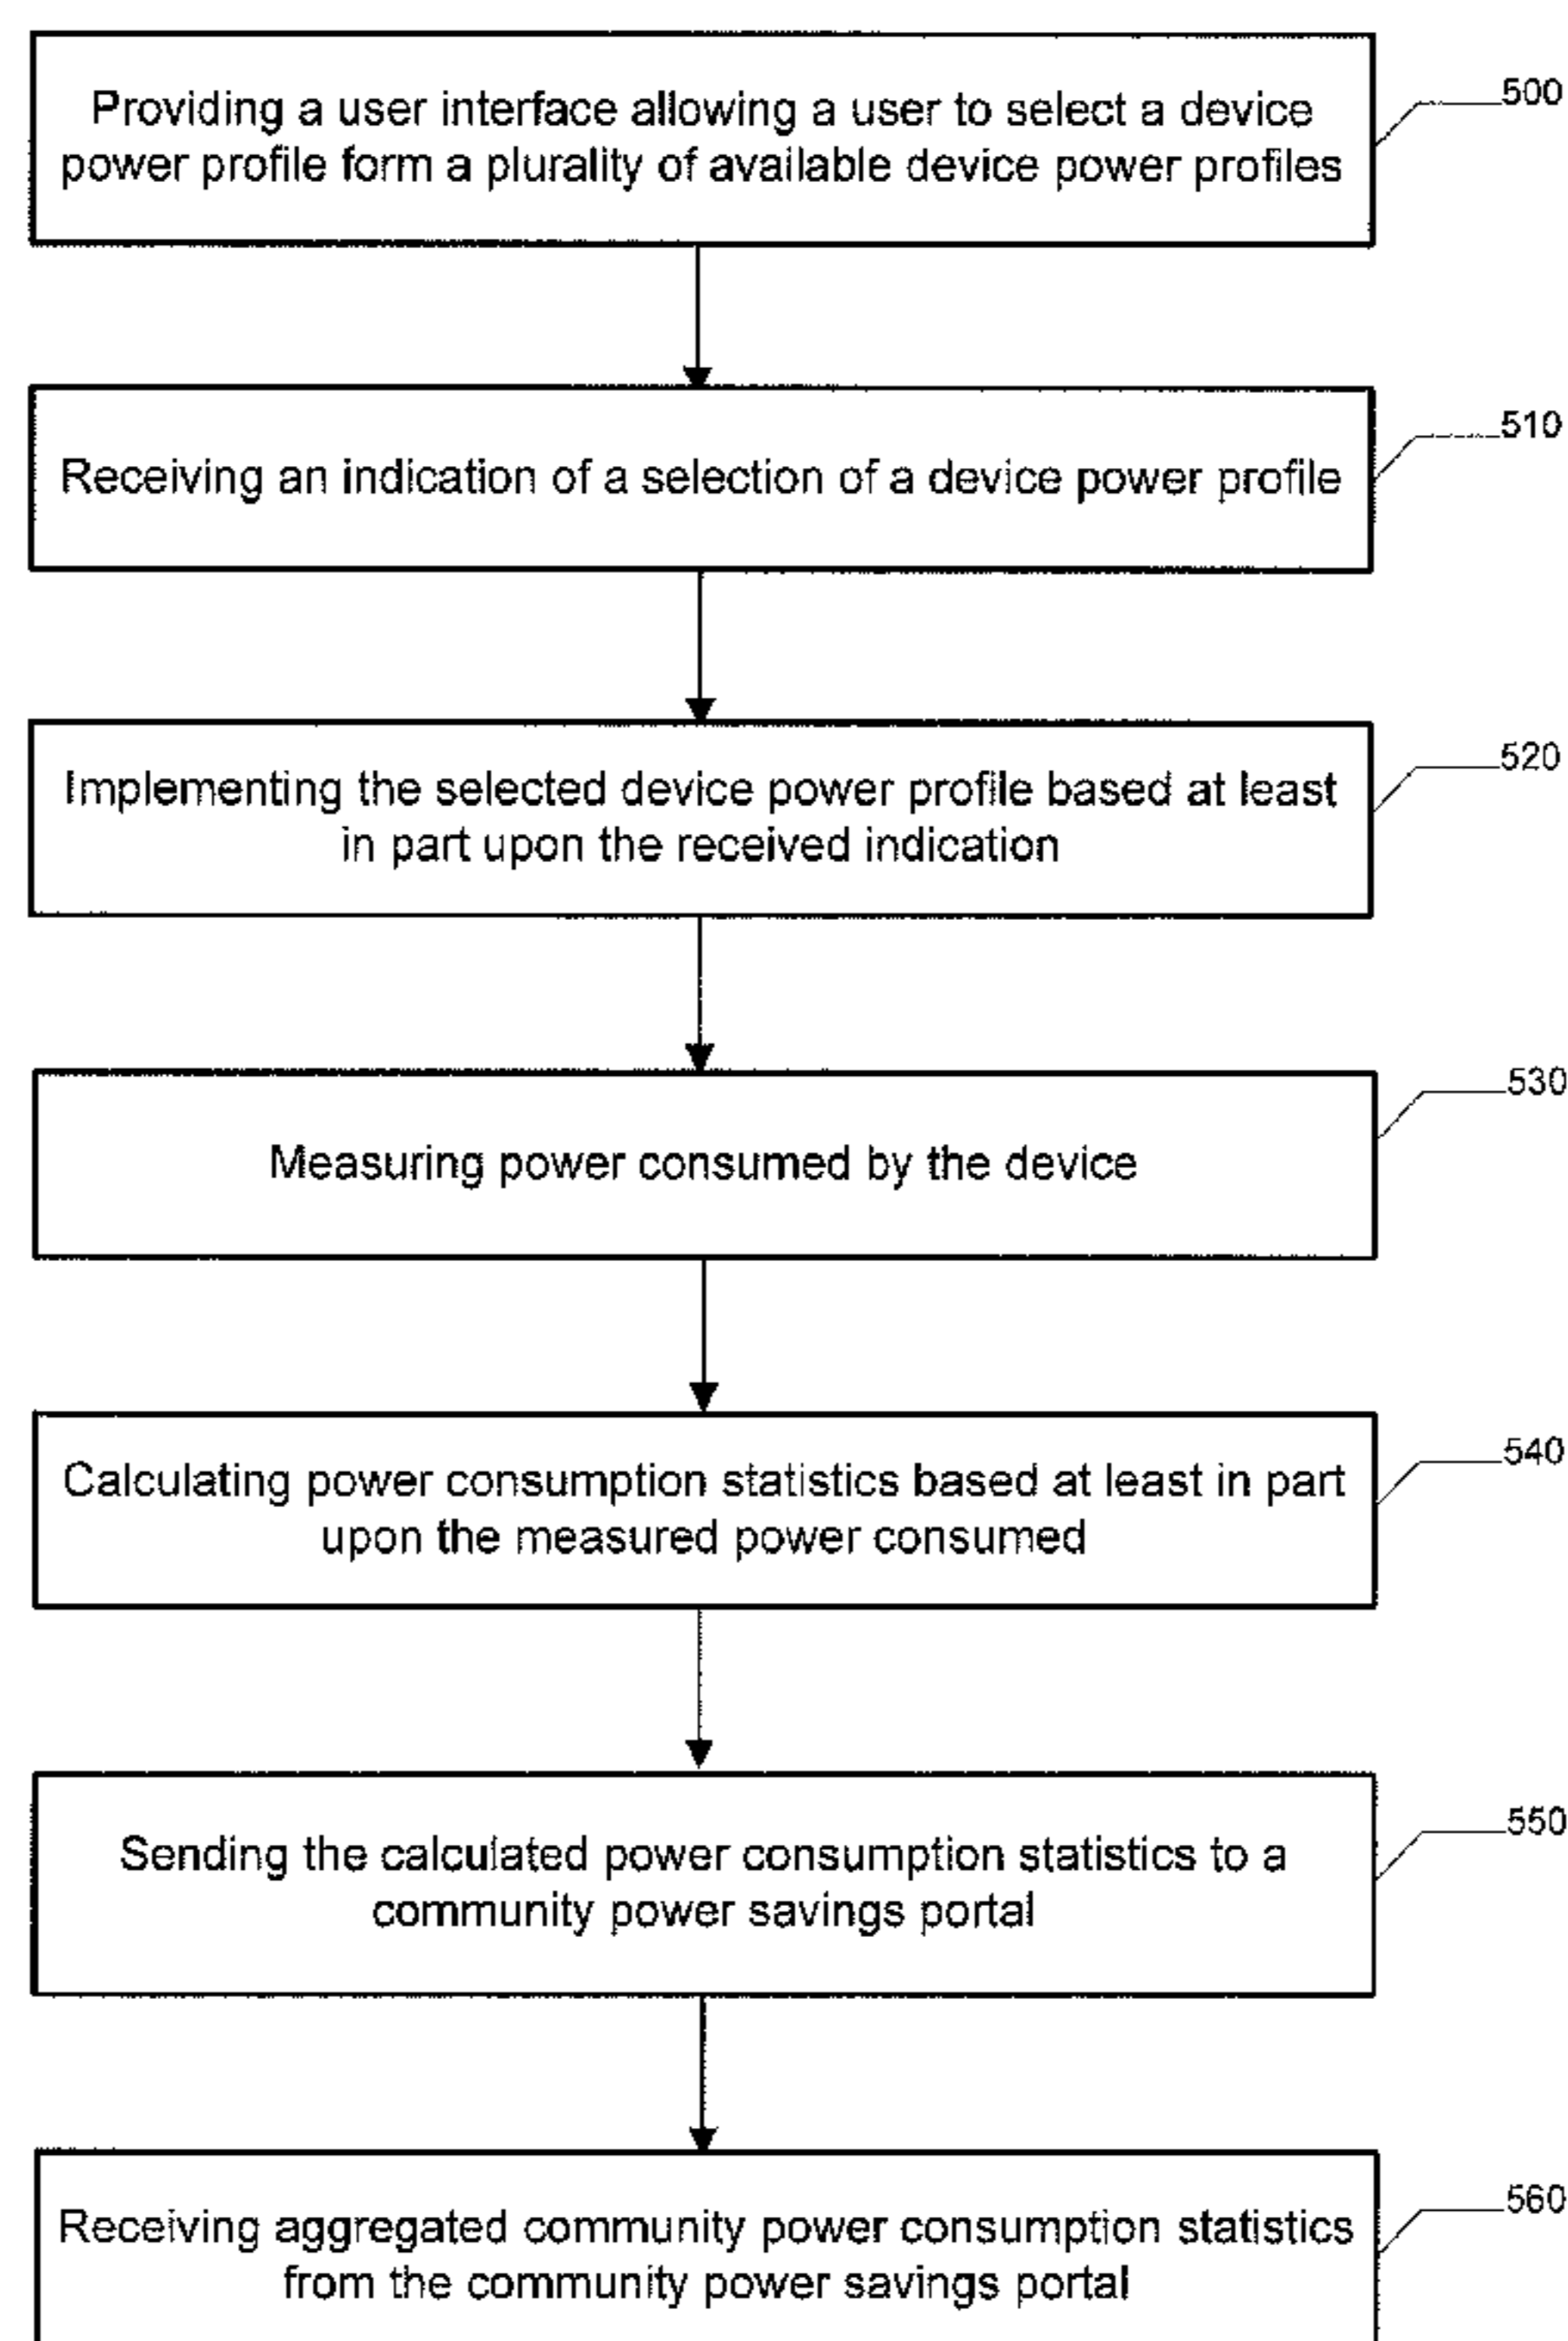 Providing a user interface allowing a user to select a device
power profile form a plurality of available device power profiles
500
Receiving an indication of a selection of a device power profile
510
Implementing the selected device power profile based at least
in part upon the received indication
520
Measuring power consumed by the device
530
Calculating power consumption statistics based at least in part
upon the measured power consumed
540
Sending the calculated power consumption statistics to a
community power savings portal
550
Receiving aggregated community power consumption statistics
from the community power savings portal
560